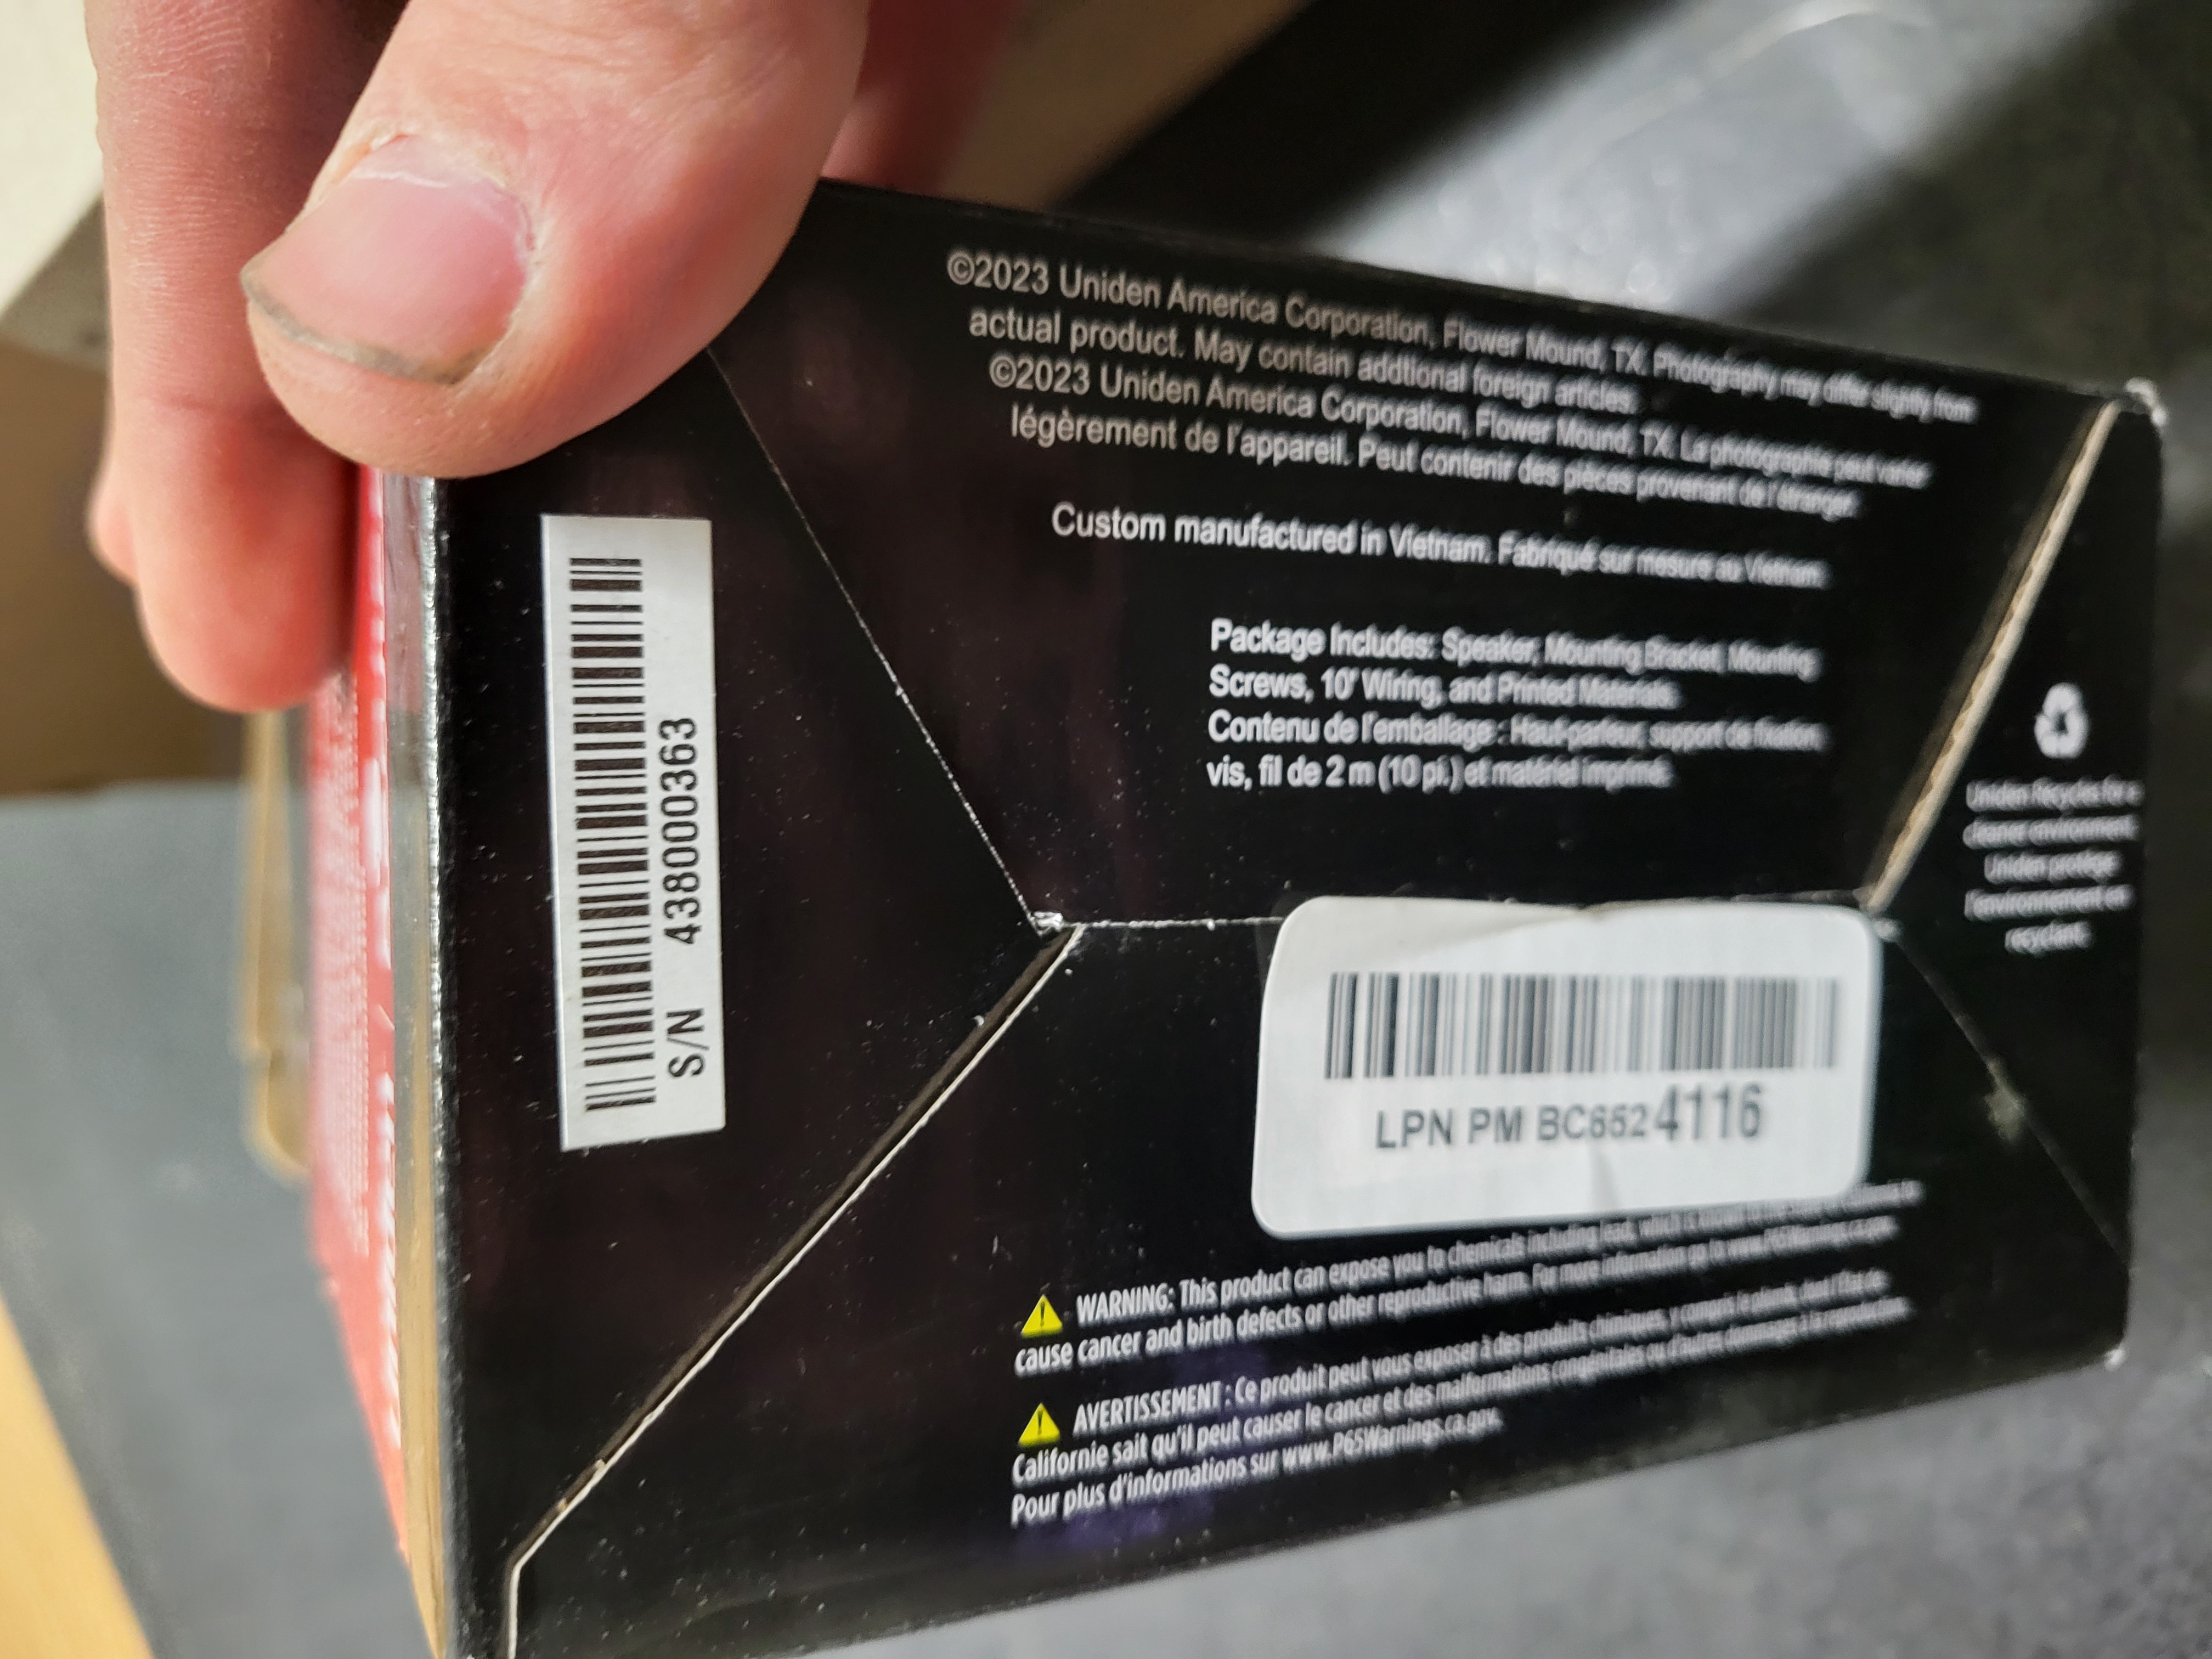 ©2023 Uniden America Corporation, Flower Mound, TX. Photography may differ slightly from
actual product. May contain addtional foreign articles.
©2023 Uniden America Corporation, Flower Mound, TX. La photographie peut varier
légèrement de l'appareil. Peut contenir des pièces provenant de l'étranger.
Custom manufactured in Vietnam. Fabriqué sur mesure au Vietnam.
Package Includes: Speaker, Mounting Bracket, Mounting
Screws, 10' Wiring, and Printed Materials.
Contenu de l'emballage : Haut-parleur, support de fixation,
vis, fil de 2 m (10 pi.) et matériel imprimé.
S/N 438000363
Uniden Recycles for a
cleaner environment.
Uniden protège
l'environnement en
recyclant.
LPN PM BC6524116
WARNING: This product can expose you to chemicals including lead, which is known to the State of California to
cause cancer and birth defects or other reproductive harm. For more information go to www.P65Warnings.ca.gov.
AVERTISSEMENT : Ce produit peut vous exposer à des produits chimiques, y compris le plomb, dont l'État de
Californie sait qu'il peut causer le cancer et des malformations congénitales ou d'autres dommages à la reproduction.
Pour plus d'informations sur www.P65Warnings.ca.gov.